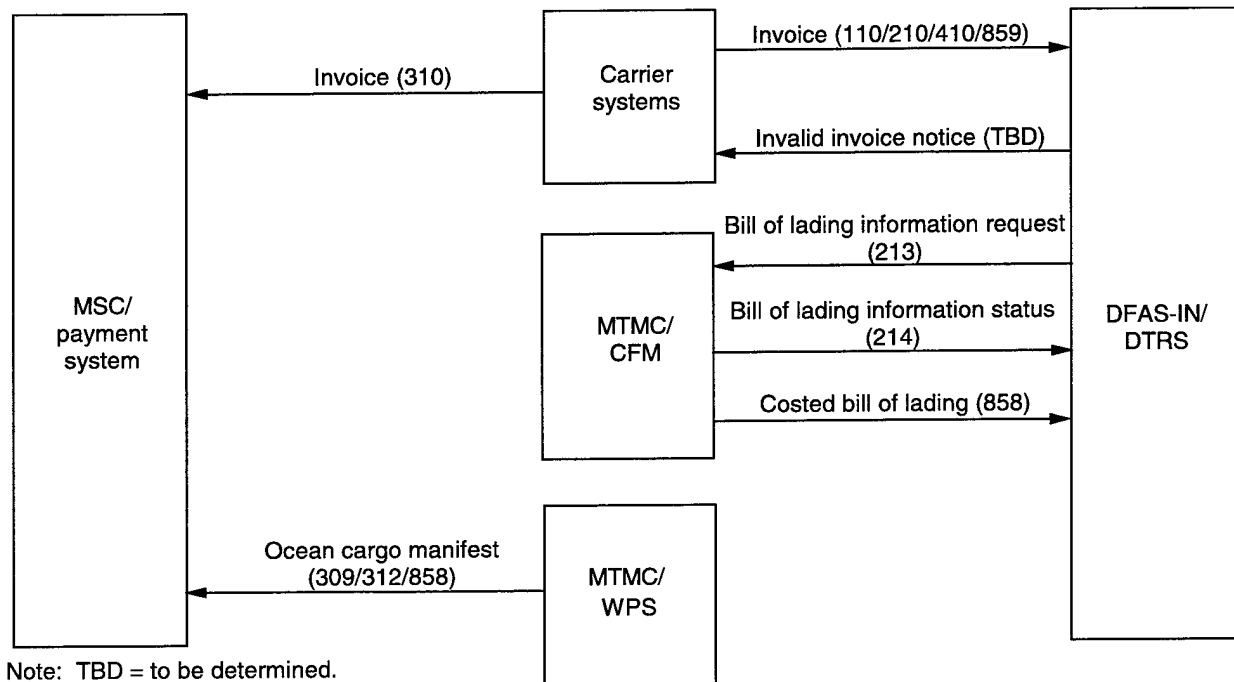 Invoice (110/210/410/859)
Invoice (310)
Carrier
systems
Invalid invoice notice (TBD)
Bill of lading information request
(213)
MSC/
payment
system
MTMC/
CFM
Bill of lading information status
(214)
DFAS-IN/
DTRS
Costed bill of lading (858)
Ocean cargo manifest
(309/312/858)
MTMC/
WPS
Note: TBD = to be determined.